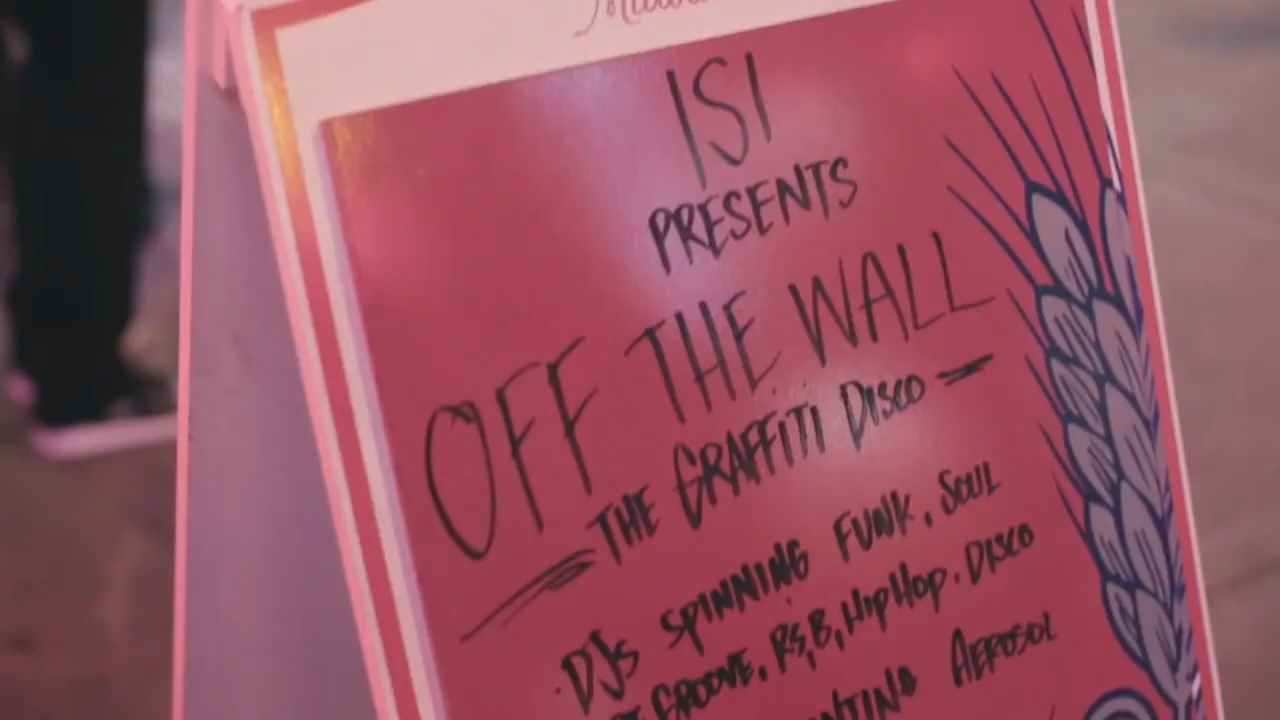 ISI
PRESENTS
OFF THE WALL
THE GRAFFITI DISCO
DJS SPINNING FUNK, SOUL
GROOVE, R&B, HIPHOP. DISCO
AEROSOL